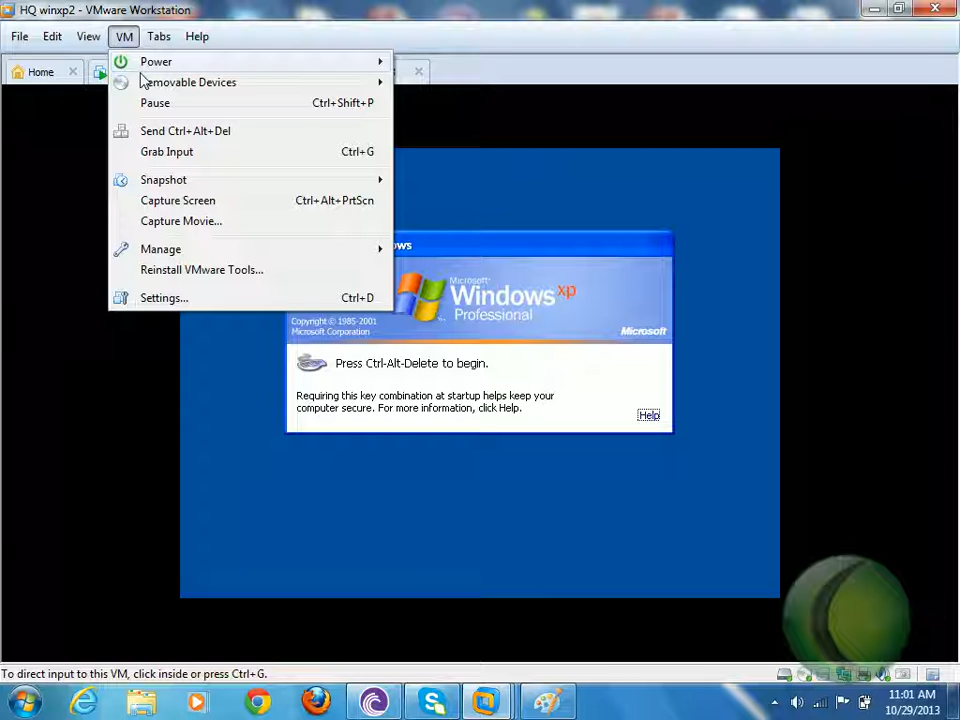 HQ winxp2 - VMware Workstation
File Edit View VM Tabs Help
Home
Power
Removable Devices
Pause Ctrl+Shift+P
Send Ctrl+Alt+Del
Grab Input Ctrl+G
Snapshot
Capture Screen Ctrl+Alt+PrtScn
Capture Movie...
Manage
Reinstall VMware Tools...
Settings... Ctrl+D
ows
Microsoft
Windows xp
Professional
Copyright © 1985-2001
Microsoft Corporation
Microsoft
Press Ctrl-Alt-Delete to begin.
Requiring this key combination at startup helps keep your
computer secure. For more information, click Help.
Help
To direct input to this VM, click inside or press Ctrl+G.
11:01 AM
10/29/2013